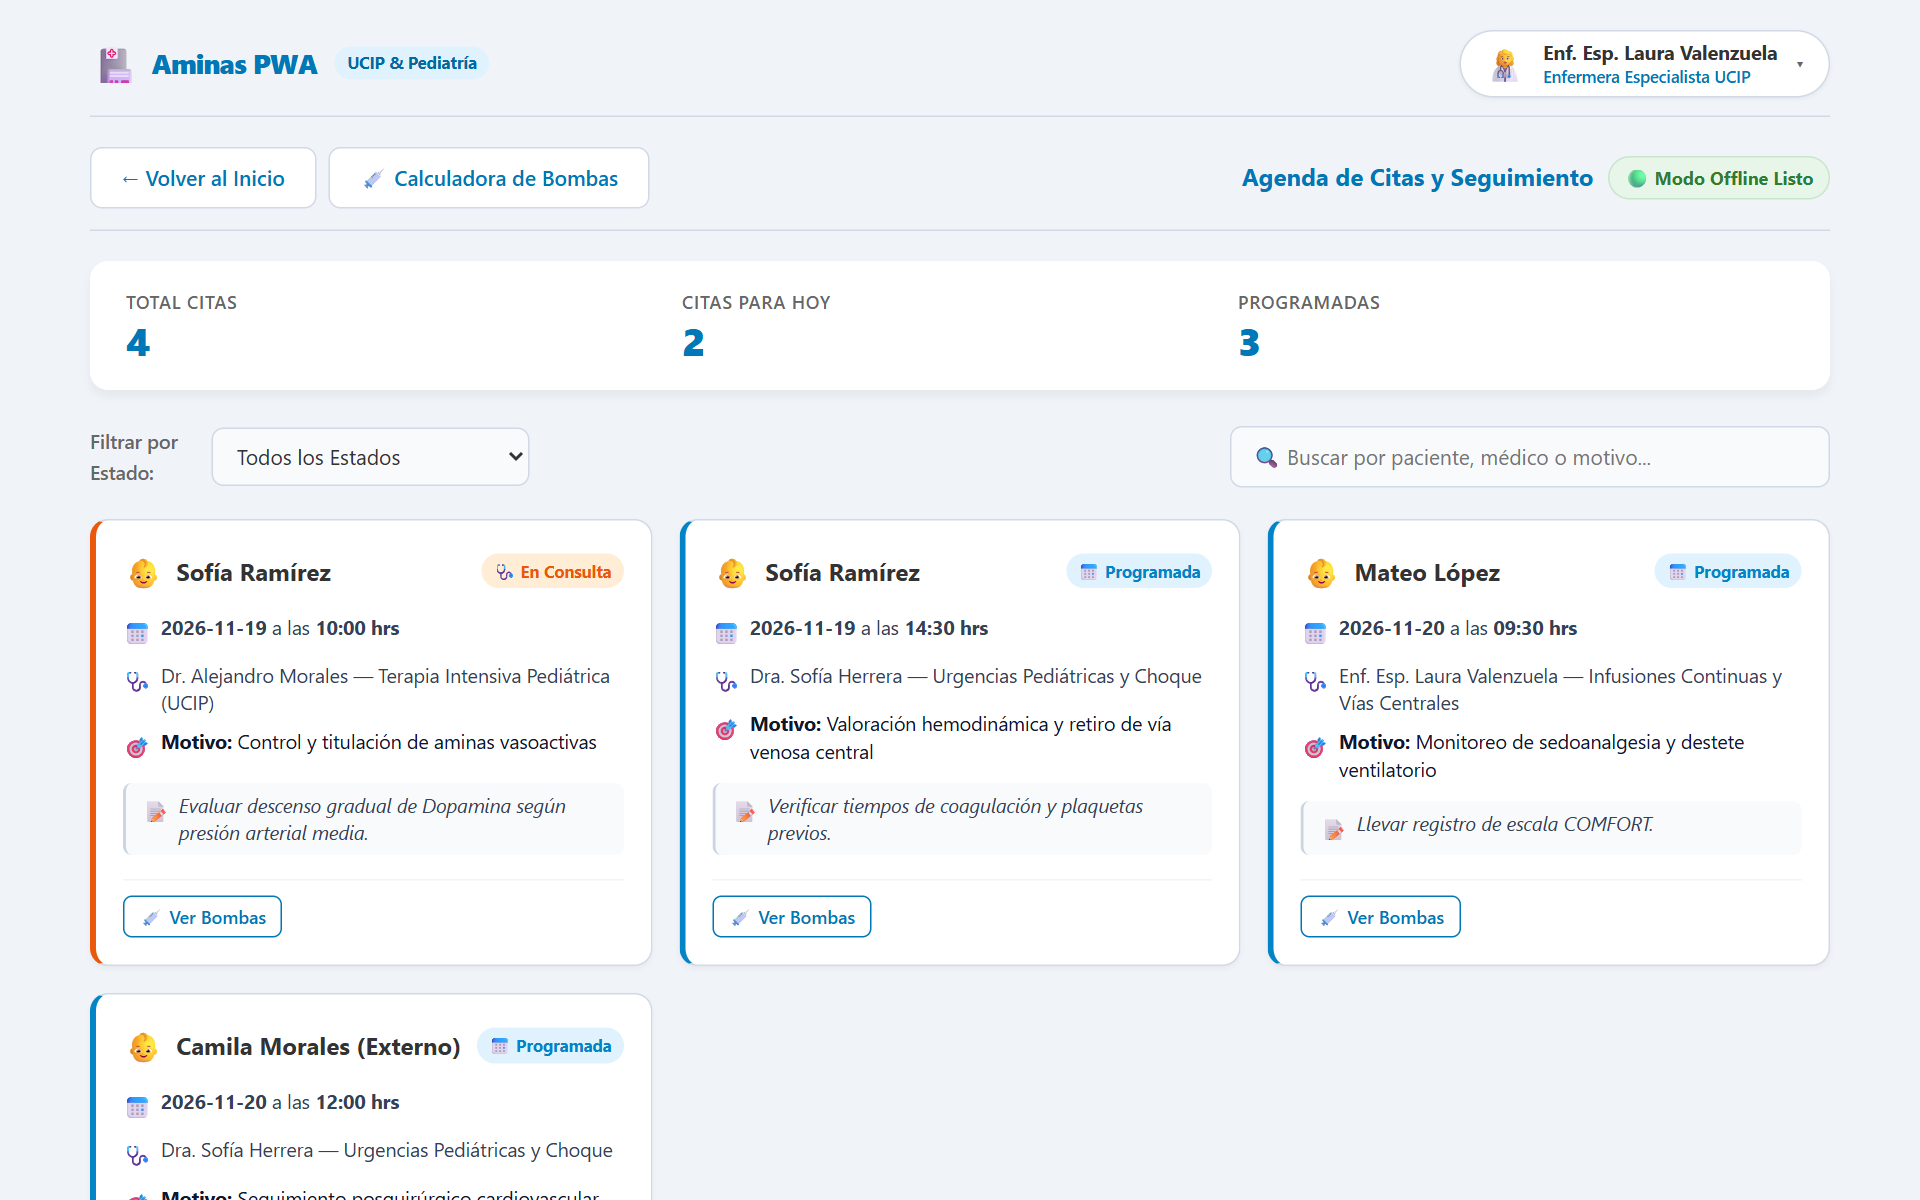 Aminas PWA
UCIP & Pediatría
Enf. Esp. Laura Valenzuela
Enfermera Especialista UCIP
← Volver al Inicio
Calculadora de Bombas
Agenda de Citas y Seguimiento
Modo Offline Listo
TOTAL CITAS
4
CITAS PARA HOY
2
PROGRAMADAS
3
Filtrar por
Estado:
Todos los Estados
Buscar por paciente, médico o motivo...
Sofía Ramírez
En Consulta
2026-11-19 a las 10:00 hrs
Dr. Alejandro Morales — Terapia Intensiva Pediátrica
(UCIP)
Motivo: Control y titulación de aminas vasoactivas
Evaluar descenso gradual de Dopamina según
presión arterial media.
Ver Bombas
Sofía Ramírez
Programada
2026-11-19 a las 14:30 hrs
Dra. Sofía Herrera — Urgencias Pediátricas y Choque
Motivo: Valoración hemodinámica y retiro de vía
venosa central
Verificar tiempos de coagulación y plaquetas
previos.
Ver Bombas
Mateo López
Programada
2026-11-20 a las 09:30 hrs
Enf. Esp. Laura Valenzuela — Infusiones Continuas y
Vías Centrales
Motivo: Monitoreo de sedoanalgesia y destete
ventilatorio
Llevar registro de escala COMFORT.
Ver Bombas
Camila Morales (Externo)
Programada
2026-11-20 a las 12:00 hrs
Dra. Sofía Herrera — Urgencias Pediátricas y Choque
Motivo: Seguimiento posquirúrgico cardiovascular